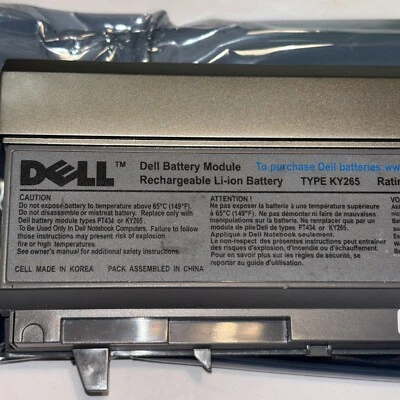 DELL™
Dell Battery Module
To purchase Dell batteries.ww
Rechargeable Li-ion Battery TYPE KY265 Ratin
CAUTION
Do not expose battery to temperature above 65°C (149°F).
Do not disassemble or mistreat battery. Replace only with
Dell battery module types PT434 or KY265.
To Be Used Only in Dell Notebook Computers. Failure to
follow these instructions may present risk of explosion,
fire or high temperature.
See owner's manual for additional safety instructions.
CELL MADE IN KOREA PACK ASSEMBLED IN CHINA
ATTENTION !
Ne pas exposer la batterie à une température supérieure
à 65°C (149°F). Ne pas démonter ni faire de mauvaises
manipulations sur la batterie. Ne remplacer que par un
module de pile Dell de types PT434 or KY265.
Appliqué à Dell Notebook seulement.
Le non-respect des présentes instructions peut entraîner
des risques d'explosion, d'incendie ou d'échauffement
Pour en savoir plus sur les règles de sécurité, se
reporter au guide d'utilisation.
VO